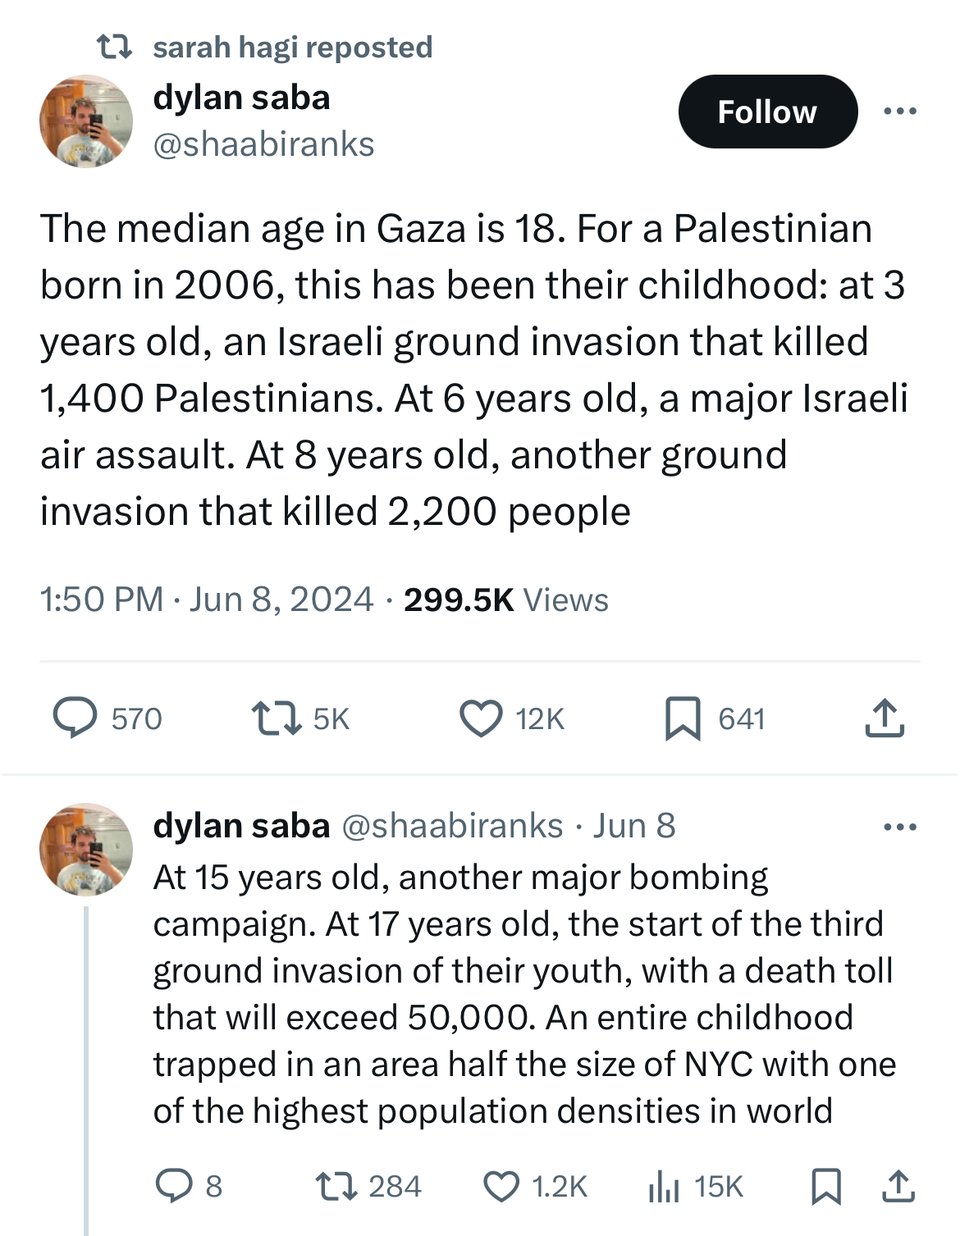 sarah hagi reposted
dylan saba
@shaabiranks
Follow
The median age in Gaza is 18. For a Palestinian
born in 2006, this has been their childhood: at 3
years old, an Israeli ground invasion that killed
1,400 Palestinians. At 6 years old, a major Israeli
air assault. At 8 years old, another ground
invasion that killed 2,200 people
1:50 PM · Jun 8, 2024 · 299.5K Views
570 5K 12K 641
dylan saba @shaabiranks · Jun 8
At 15 years old, another major bombing
campaign. At 17 years old, the start of the third
ground invasion of their youth, with a death toll
that will exceed 50,000. An entire childhood
trapped in an area half the size of NYC with one
of the highest population densities in world
8 284 1.2K 15K